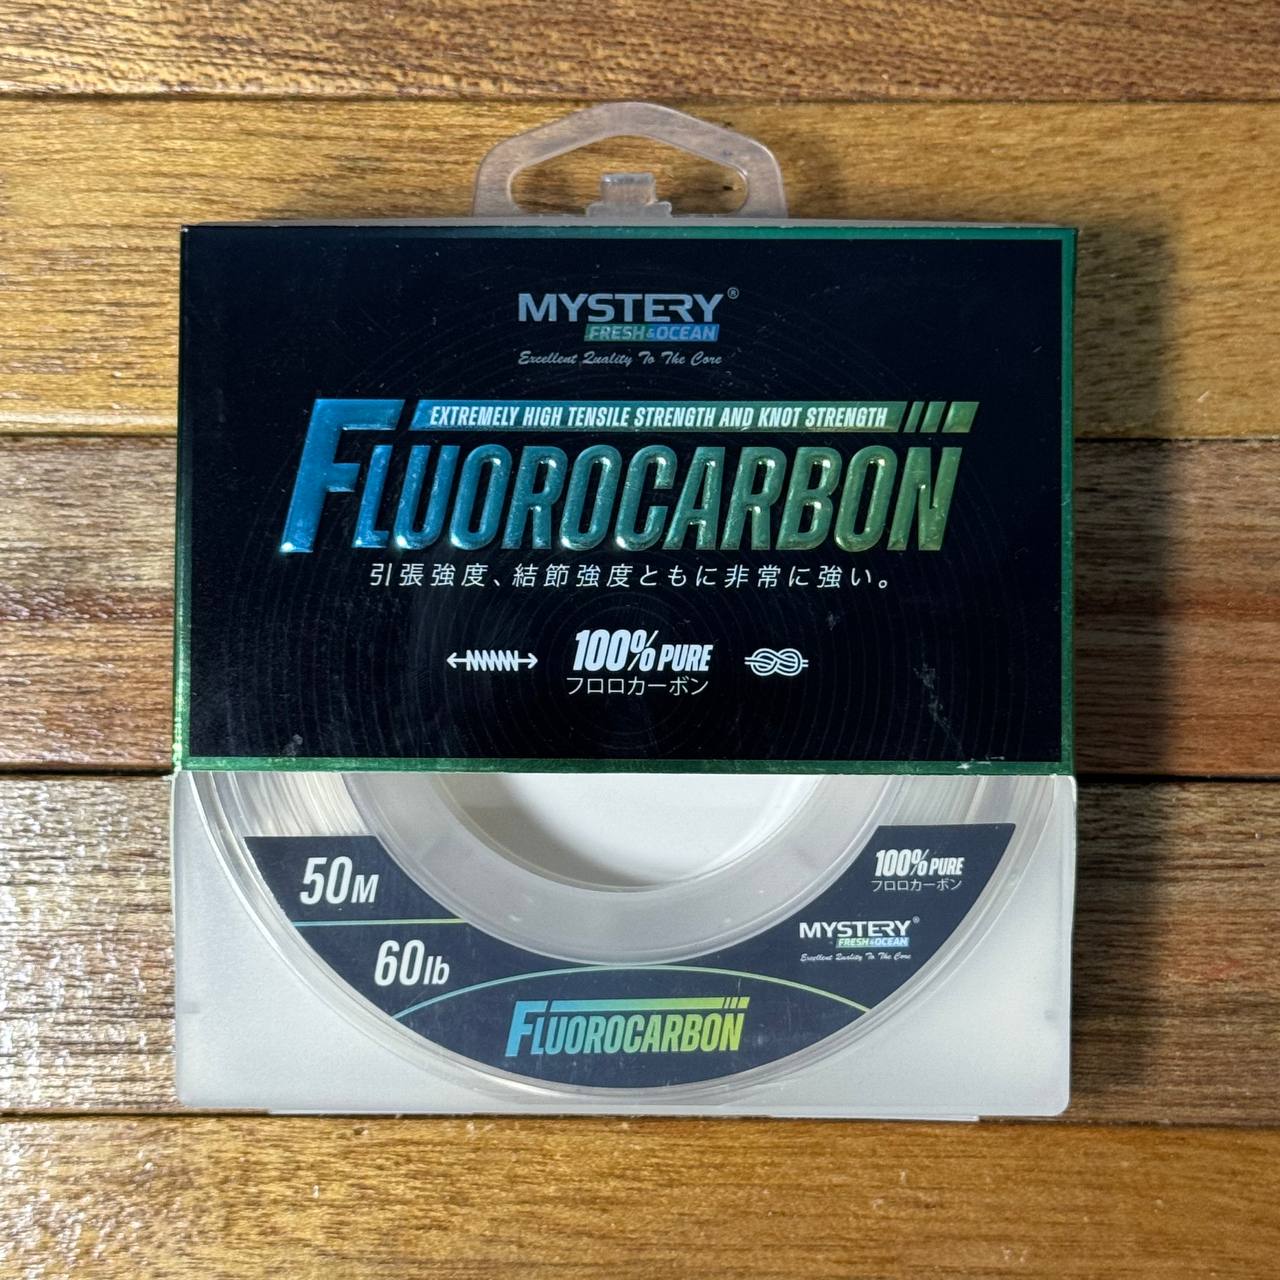 MYSTERY®
FRESH&OCEAN
Excellent Quality To The Core
EXTREMELY HIGH TENSILE STRENGTH AND KNOT STRENGTH
FLUOROCARBON
引張強度、結節強度ともに非常に強い。
100% PURE
フロロカーボン
50M
60lb
100% PURE
フロロカーボン
MYSTERY®
FRESH&OCEAN
Excellent Quality To The Core
FLUOROCARBON